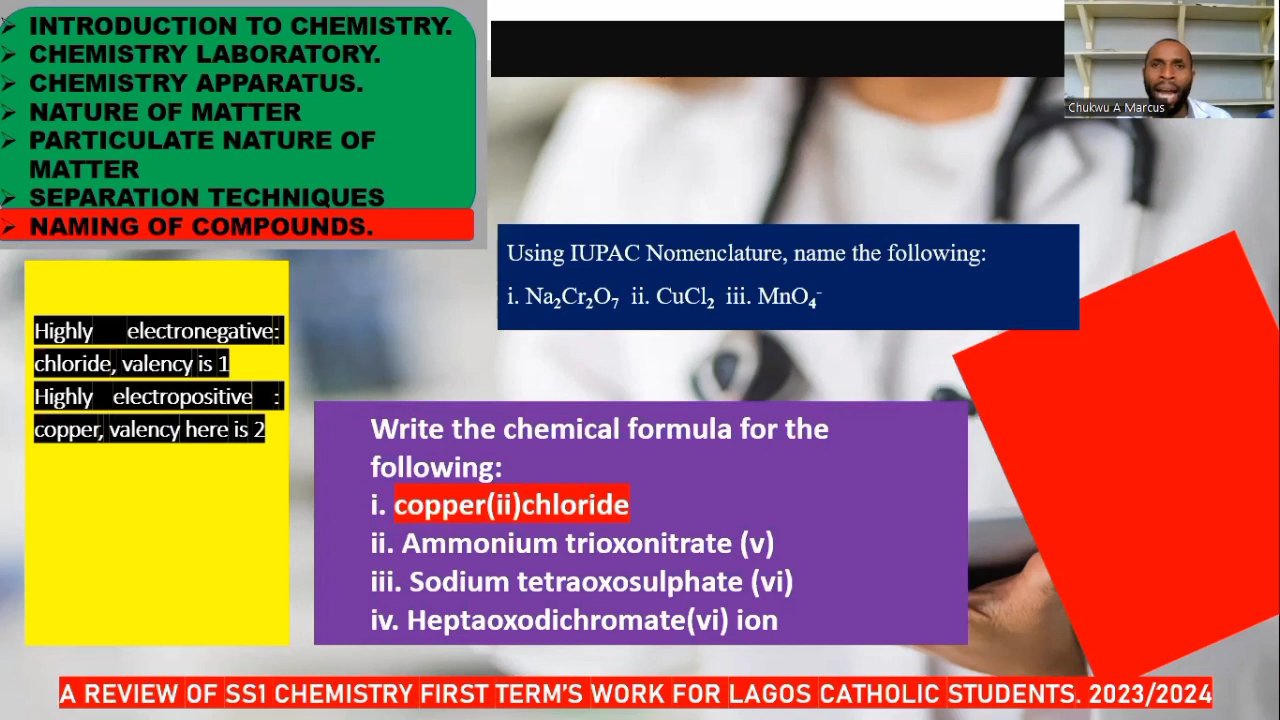 ➢ INTRODUCTION TO CHEMISTRY.
➢ CHEMISTRY LABORATORY.
➢ CHEMISTRY APPARATUS.
➢ NATURE OF MATTER
➢ PARTICULATE NATURE OF
MATTER
➢ SEPARATION TECHNIQUES
➢ NAMING OF COMPOUNDS.
Chukwu A Marcus
Using IUPAC Nomenclature, name the following:
i. Na₂Cr₂O₇ ii. CuCl₂ iii. MnO₄⁻
Highly electronegative:
chloride, valency is 1
Highly electropositive :
copper, valency here is 2
Write the chemical formula for the
following:
i. copper(ii)chloride
ii. Ammonium trioxonitrate (v)
iii. Sodium tetraoxosulphate (vi)
iv. Heptaoxodichromate(vi) ion
A REVIEW OF SS1 CHEMISTRY FIRST TERM'S WORK FOR LAGOS CATHOLIC STUDENTS. 2023/2024